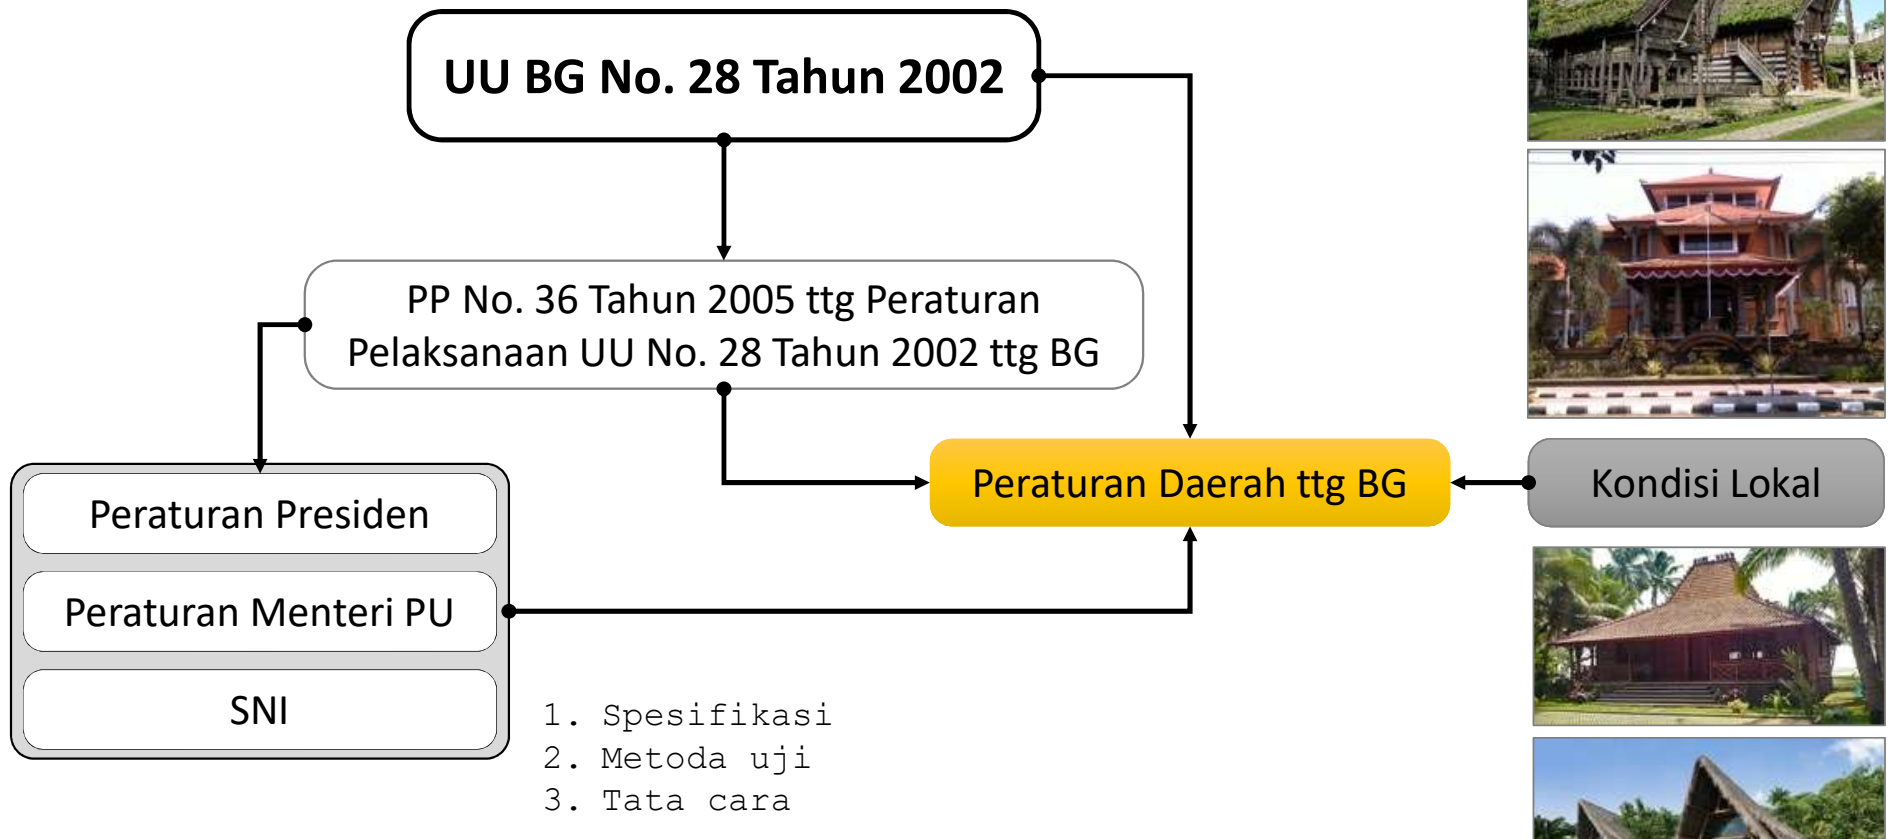 UU BG No. 28 Tahun 2002
PP No. 36 Tahun 2005 ttg Peraturan
Pelaksanaan UU No. 28 Tahun 2002 ttg BG
Peraturan Daerah ttg BG
Kondisi Lokal
Peraturan Presiden
Peraturan Menteri PU
SNI
1. Spesifikasi
2. Metoda uji
3. Tata cara